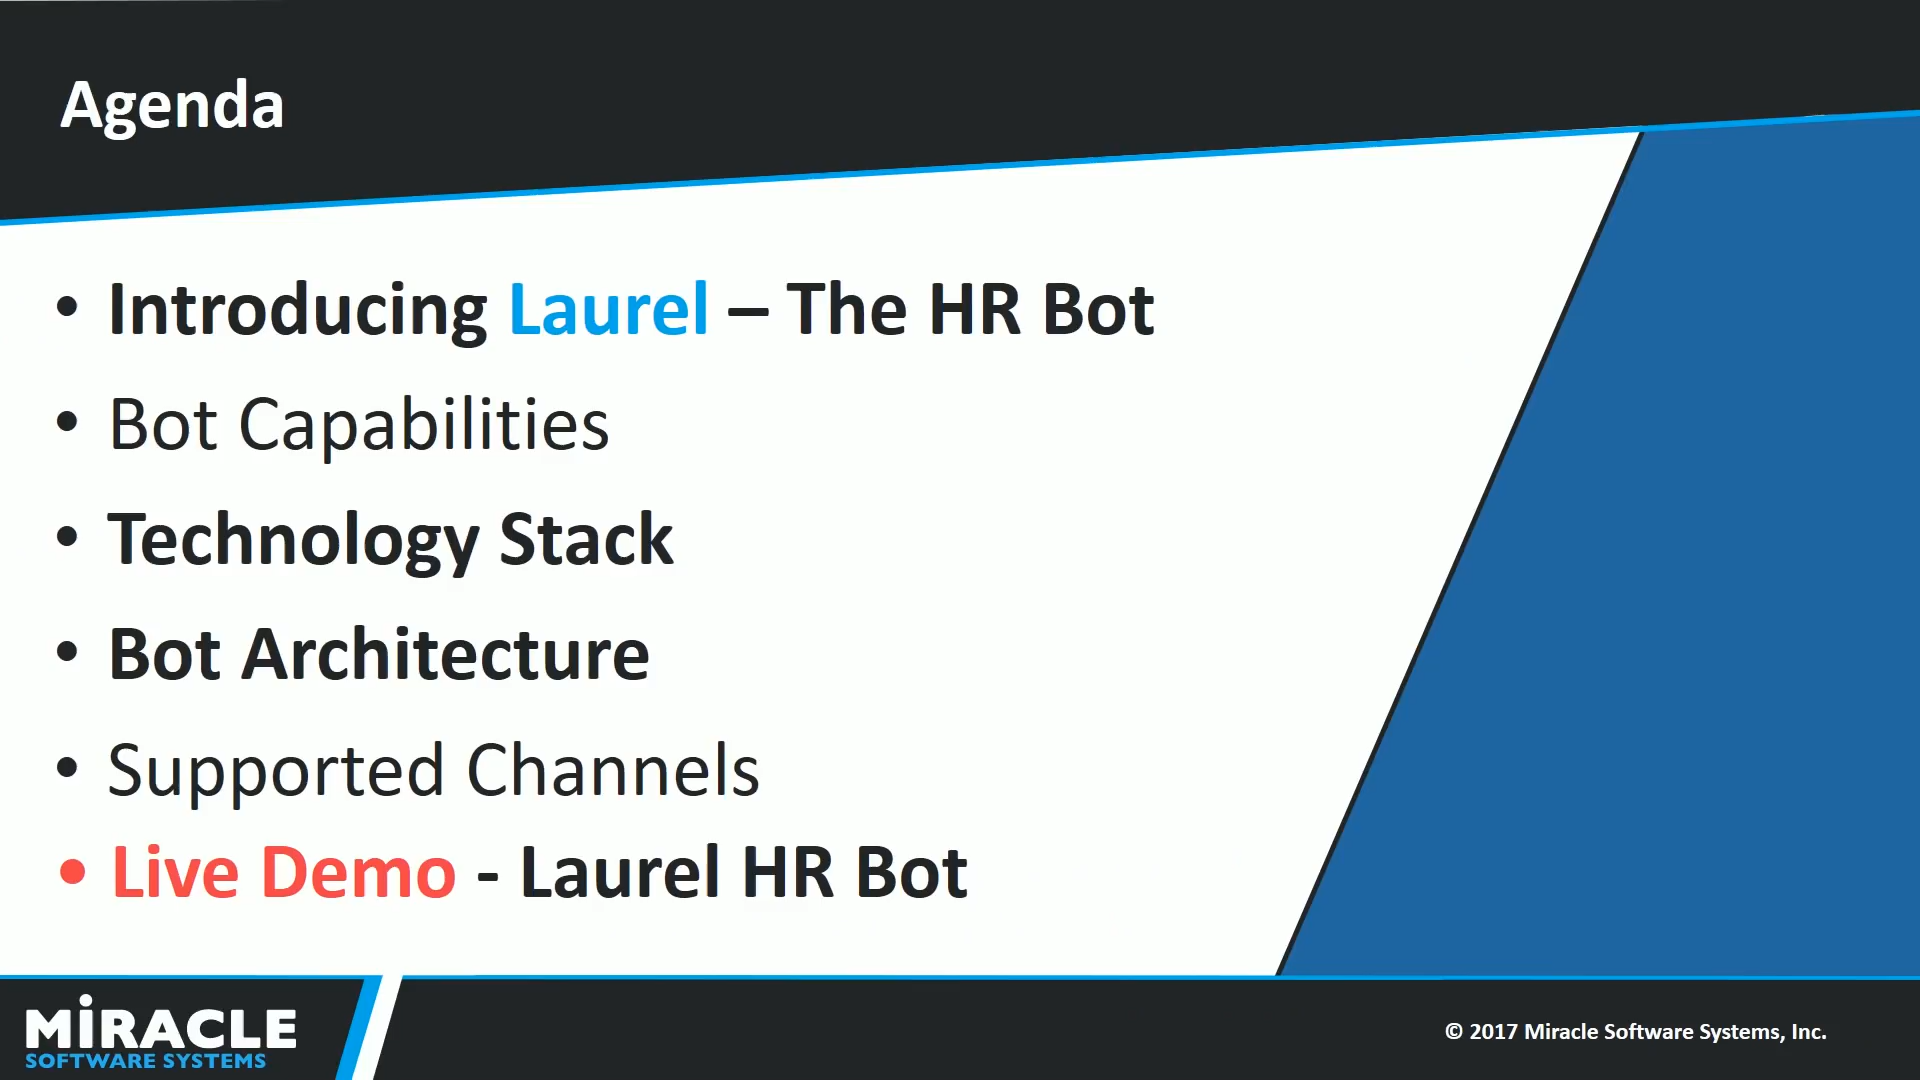 Agenda
• Introducing Laurel – The HR Bot
• Bot Capabilities
• Technology Stack
• Bot Architecture
• Supported Channels
• Live Demo - Laurel HR Bot
MiRACLE
SOFTWARE SYSTEMS
© 2017 Miracle Software Systems, Inc.